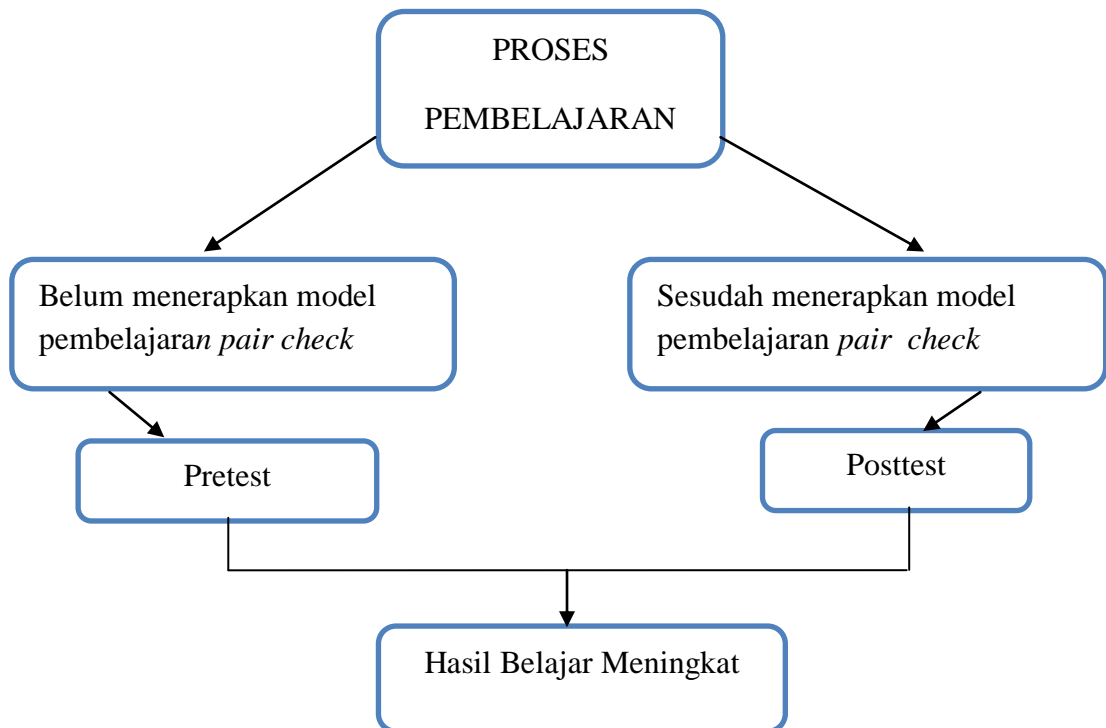 PROSES
PEMBELAJARAN
Belum menerapkan model
pembelajaran pair check
Sesudah menerapkan model
pembelajaran pair check
Pretest
Posttest
Hasil Belajar Meningkat